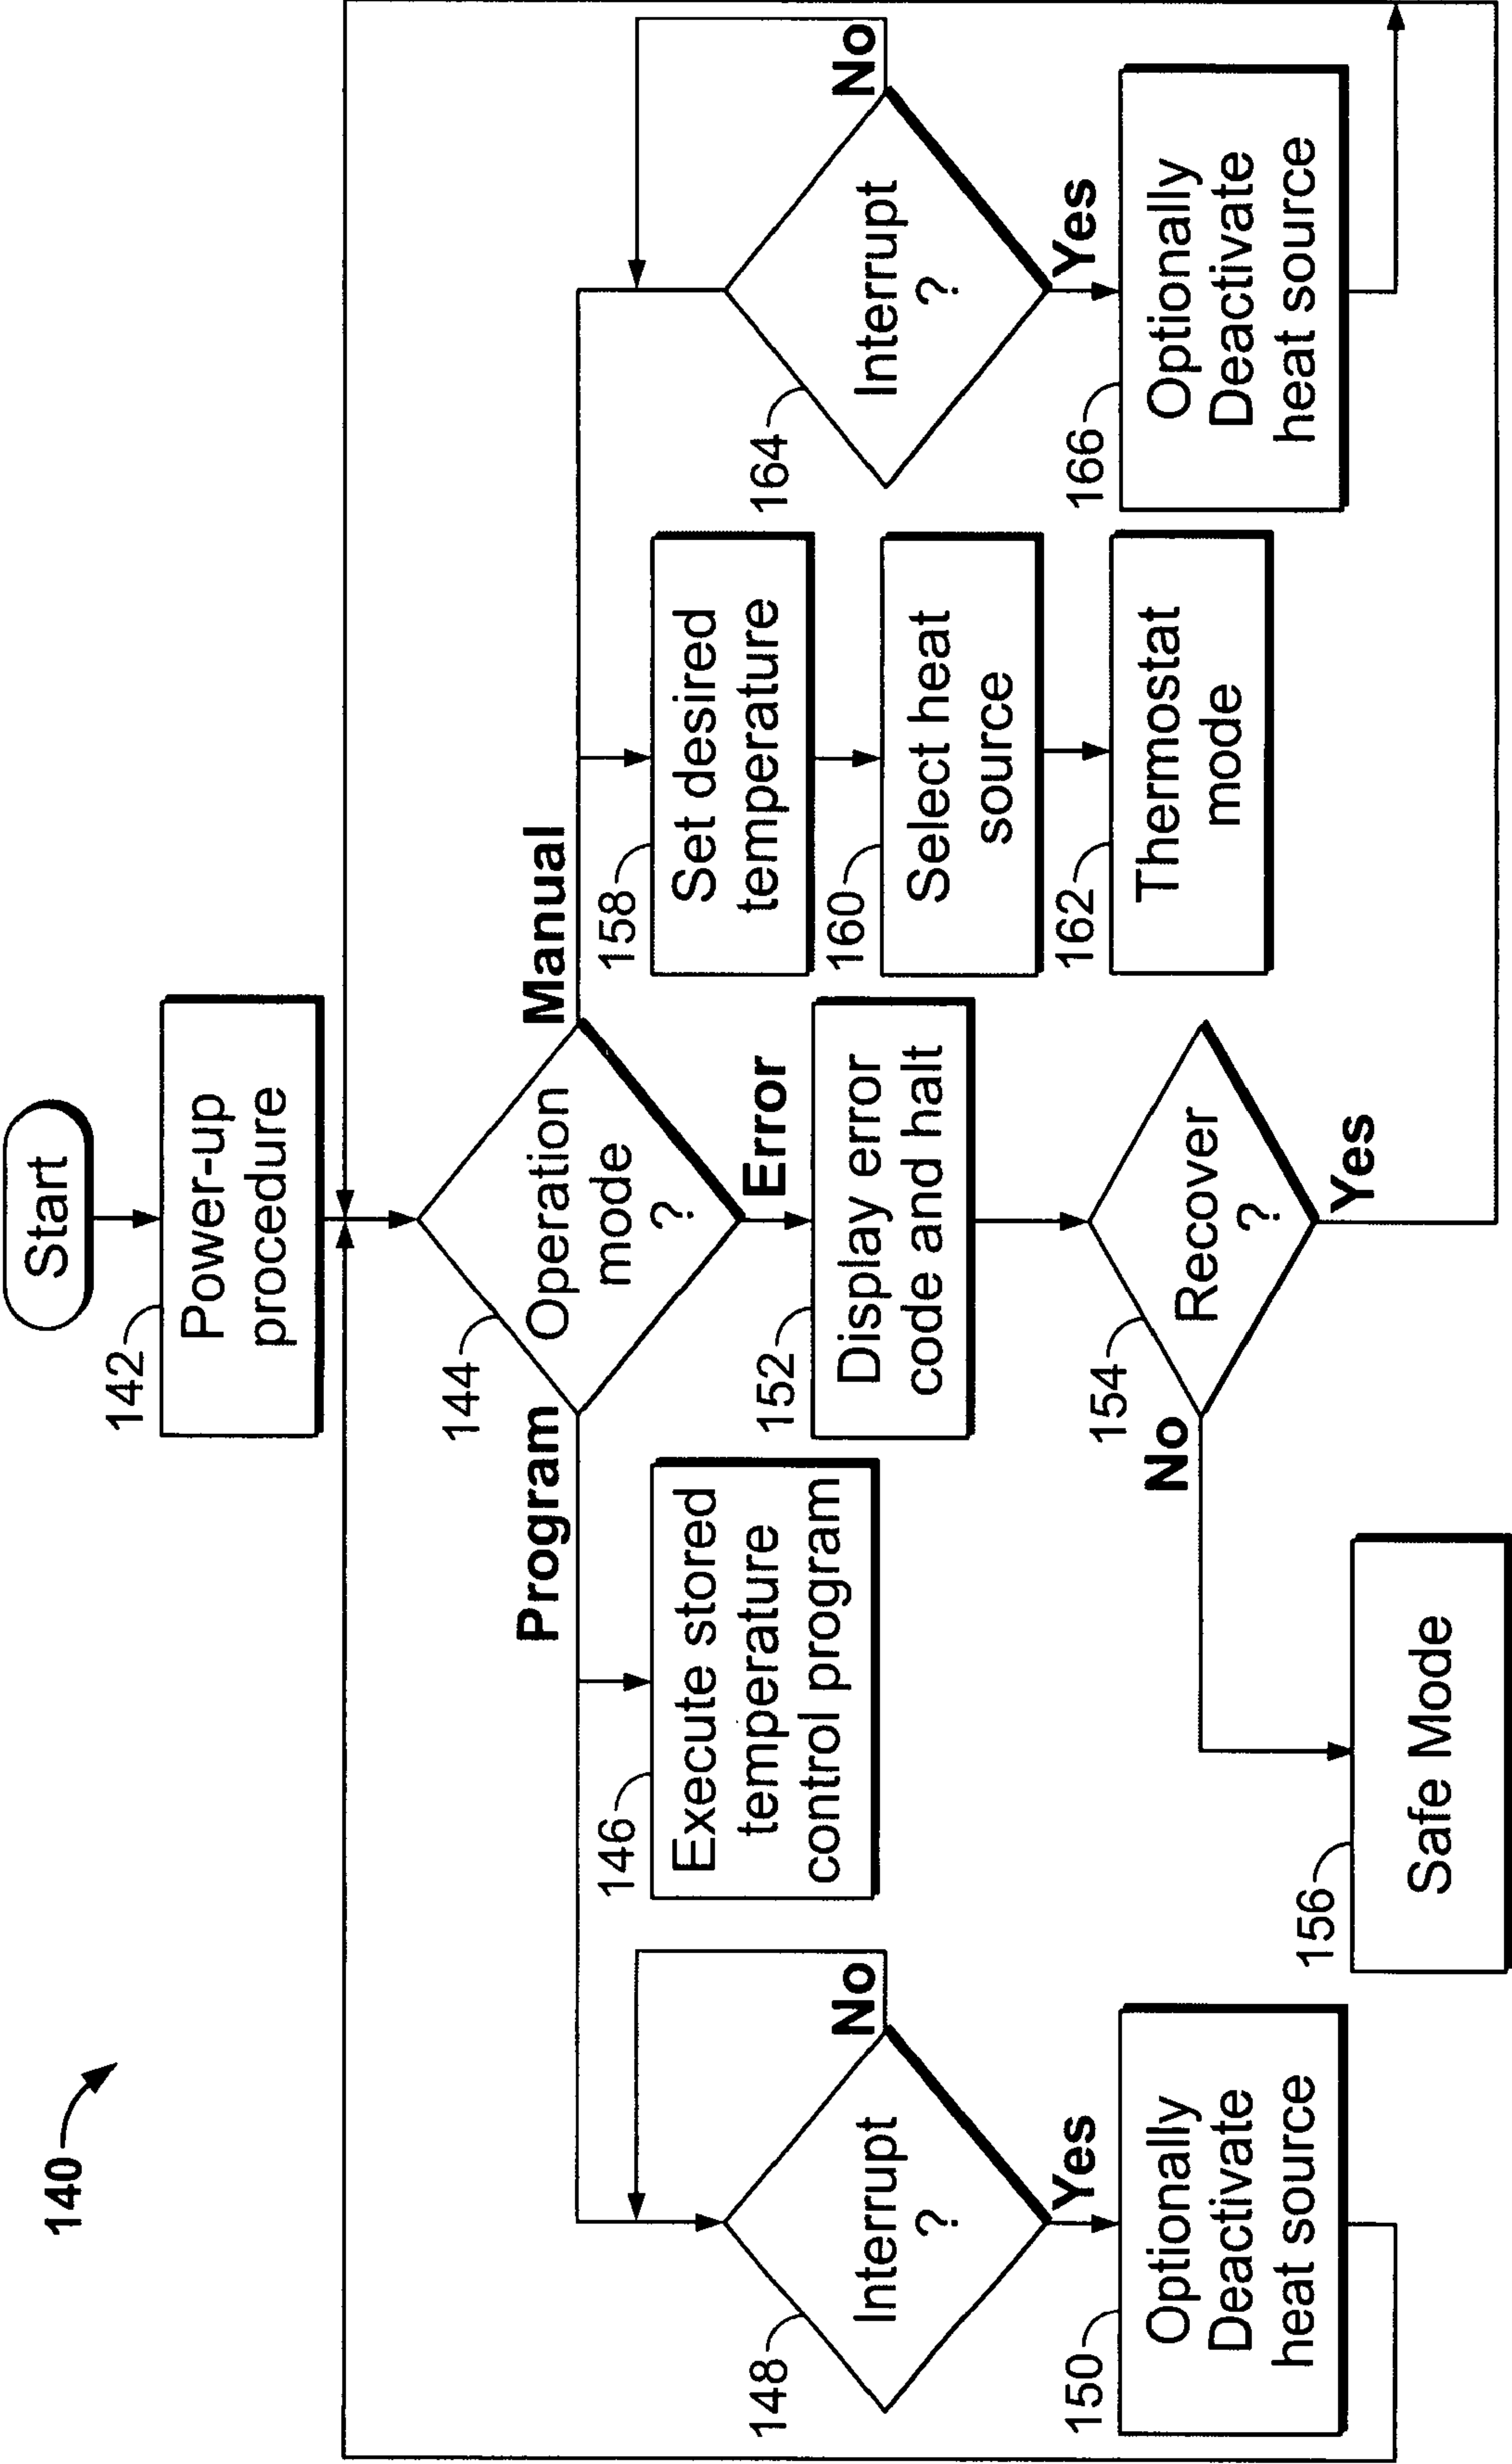 140
Start
142
Power-up
procedure
144
Operation
mode
?
Program
Manual
Error
146
Execute stored
temperature
control program
148
Interrupt
?
No
Yes
150
Optionally
Deactivate
heat source
152
Display error
code and halt
154
Recover
?
No
Yes
156
Safe Mode
158
Set desired
temperature
160
Select heat
source
162
Thermostat
mode
164
Interrupt
?
No
Yes
166
Optionally
Deactivate
heat source